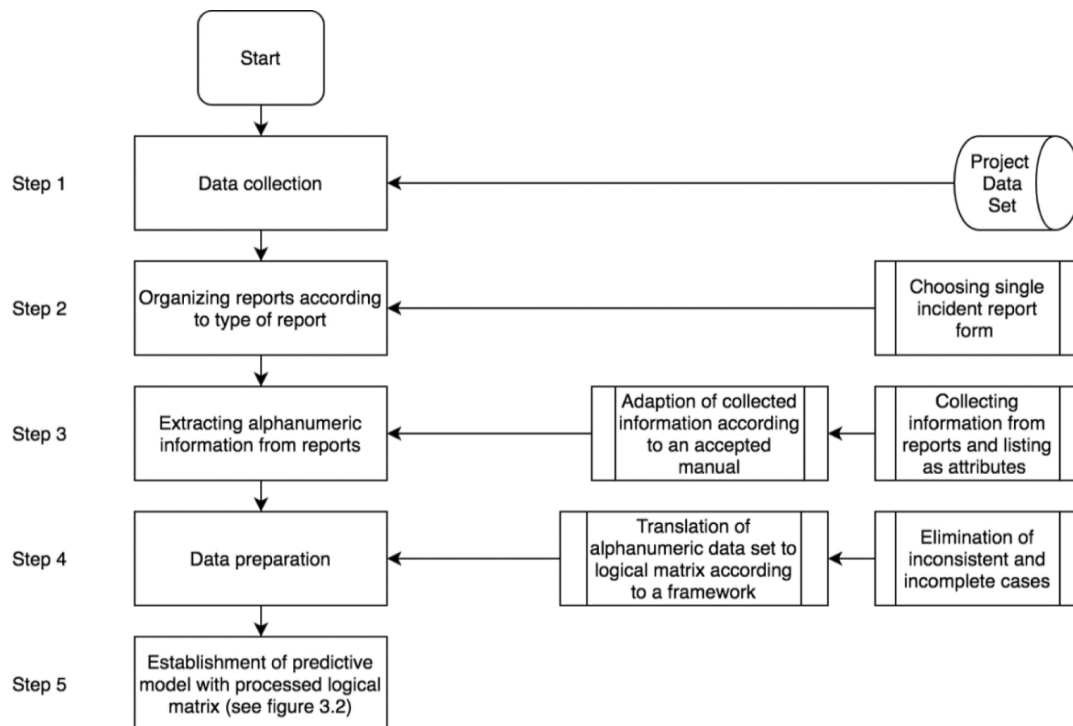 Start
Step 1
Data collection
Project
Data
Set
Step 2
Organizing reports according
to type of report
Choosing single
incident report
form
Step 3
Extracting alphanumeric
information from reports
Adaption of collected
information according
to an accepted
manual
Collecting
information from
reports and listing
as attributes
Step 4
Data preparation
Translation of
alphanumeric data set to
logical matrix according
to a framework
Elimination of
inconsistent and
incomplete cases
Step 5
Establishment of predictive
model with processed logical
matrix (see figure 3.2)